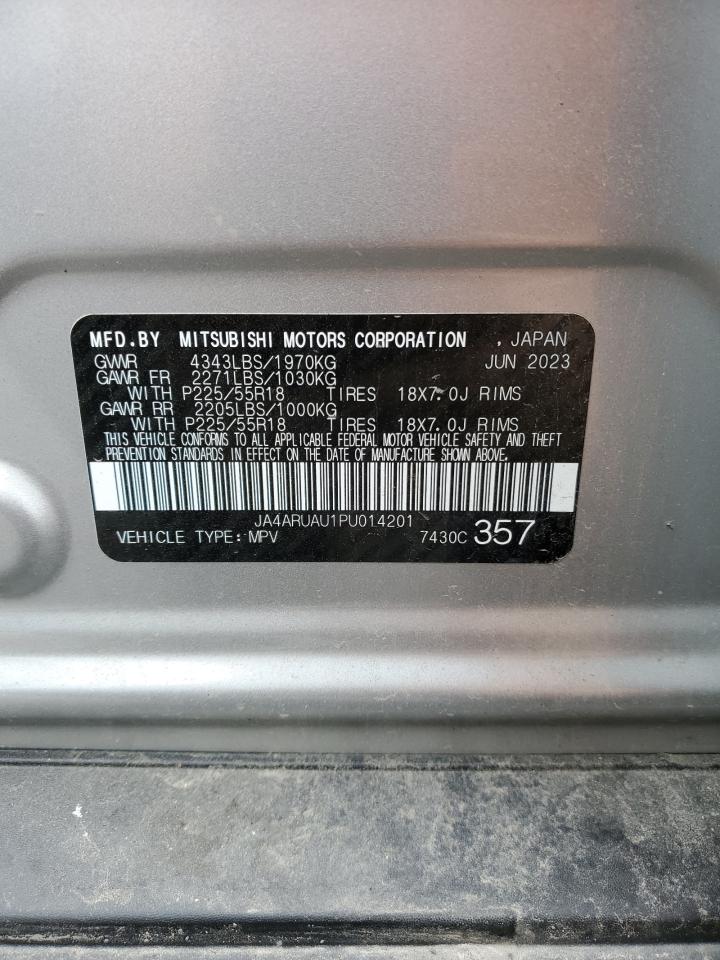 MFD.BY MITSUBISHI MOTORS CORPORATION , JAPAN
GVWR 4343LBS/1970KG JUN 2023
GAWR FR 2271LBS/1030KG
WITH P225/55R18 TIRES 18X7.0J RIMS
GAWR RR 2205LBS/1000KG
WITH P225/55R18 TIRES 18X7.0J RIMS
THIS VEHICLE CONFORMS TO ALL APPLICABLE FEDERAL MOTOR VEHICLE SAFETY AND THEFT
PREVENTION STANDARDS IN EFFECT ON THE DATE OF MANUFACTURE SHOWN ABOVE.
JA4ARUAU1PU014201
VEHICLE TYPE: MPV 7430C 357